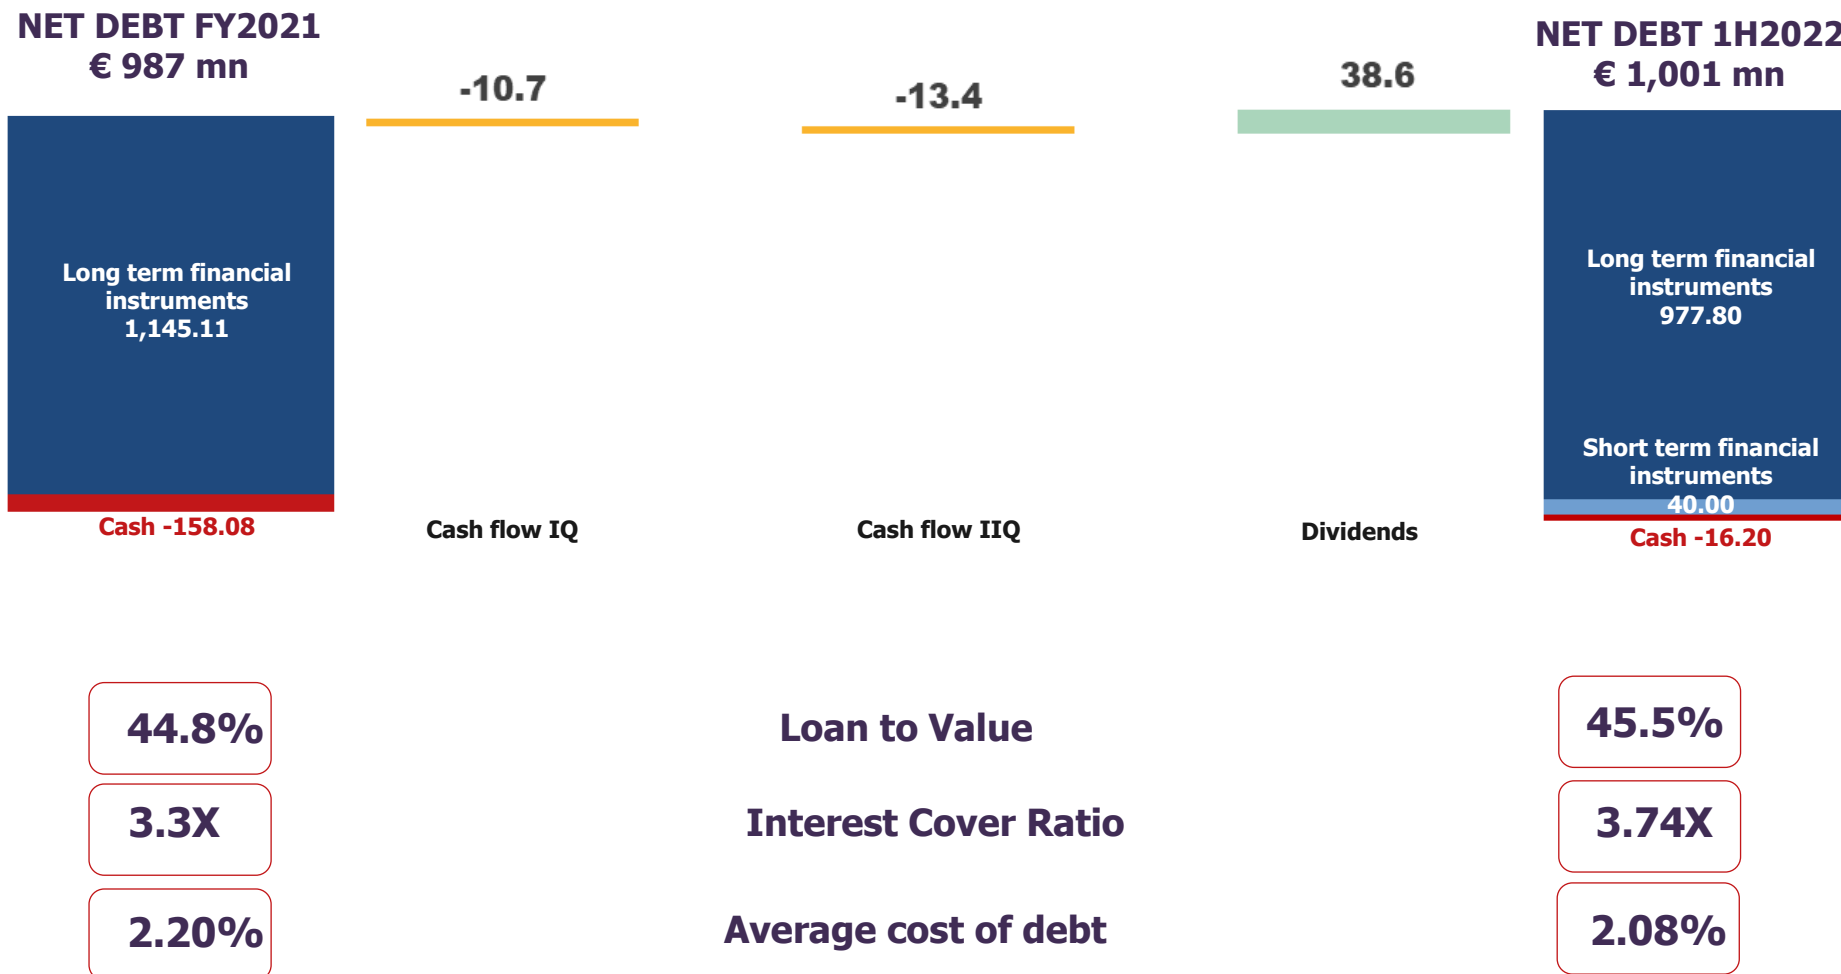 NET DEBT FY2021
€ 987 mn
-10.7
-13.4
38.6
NET DEBT 1H2022
€ 1,001 mn
Long term financial
instruments
1,145.11
Cash -158.08
Cash flow IQ
Cash flow IIQ
Dividends
Long term financial
instruments
977.80
Short term financial
instruments
40.00
Cash -16.20
44.8%
Loan to Value
45.5%
3.3X
Interest Cover Ratio
3.74X
2.20%
Average cost of debt
2.08%